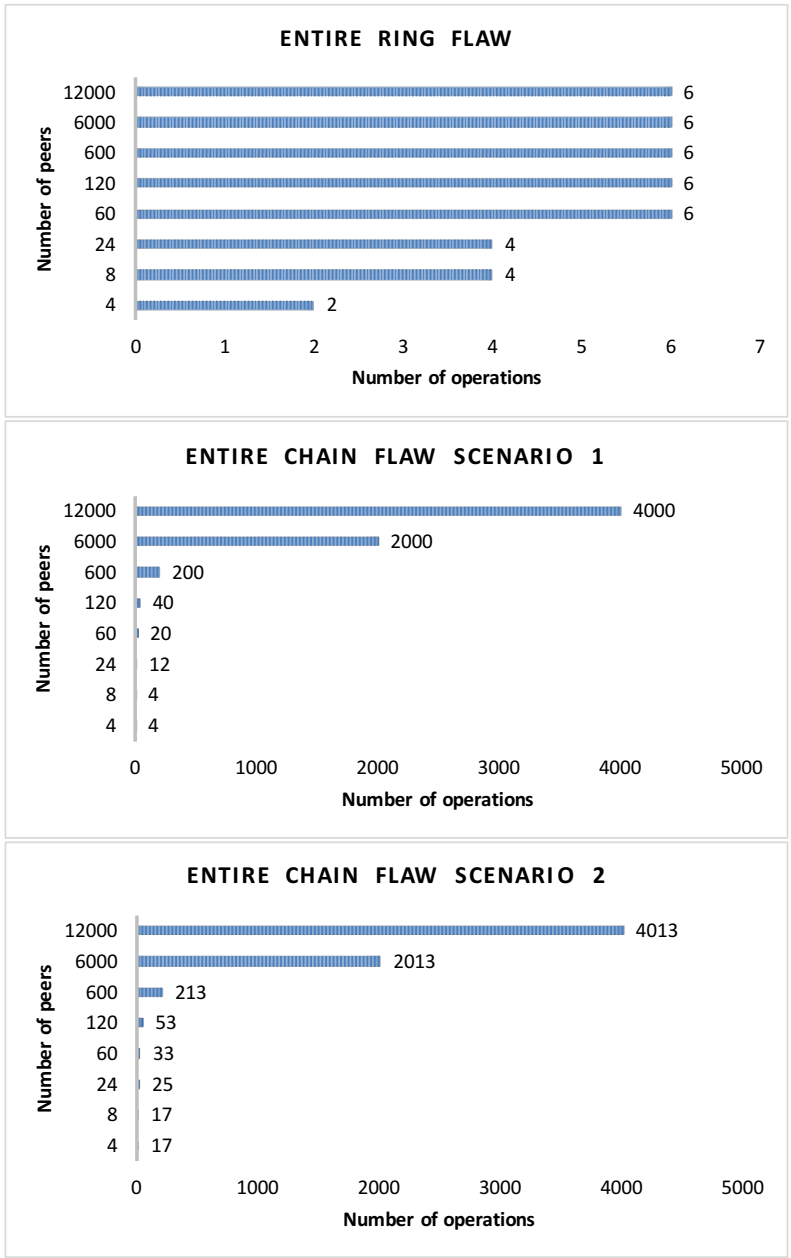 ENTIRE RING FLAW
Number of peers
12000 6
6000 6
600 6
120 6
60 6
24 4
8 4
4 2
0 1 2 3 4 5 6 7
Number of operations
ENTIRE CHAIN FLAW SCENARIO 1
Number of peers
12000 4000
6000 2000
600 200
120 40
60 20
24 12
8 4
4 4
0 1000 2000 3000 4000 5000
Number of operations
ENTIRE CHAIN FLAW SCENARIO 2
Number of peers
12000 4013
6000 2013
600 213
120 53
60 33
24 25
8 17
4 17
0 1000 2000 3000 4000 5000
Number of operations